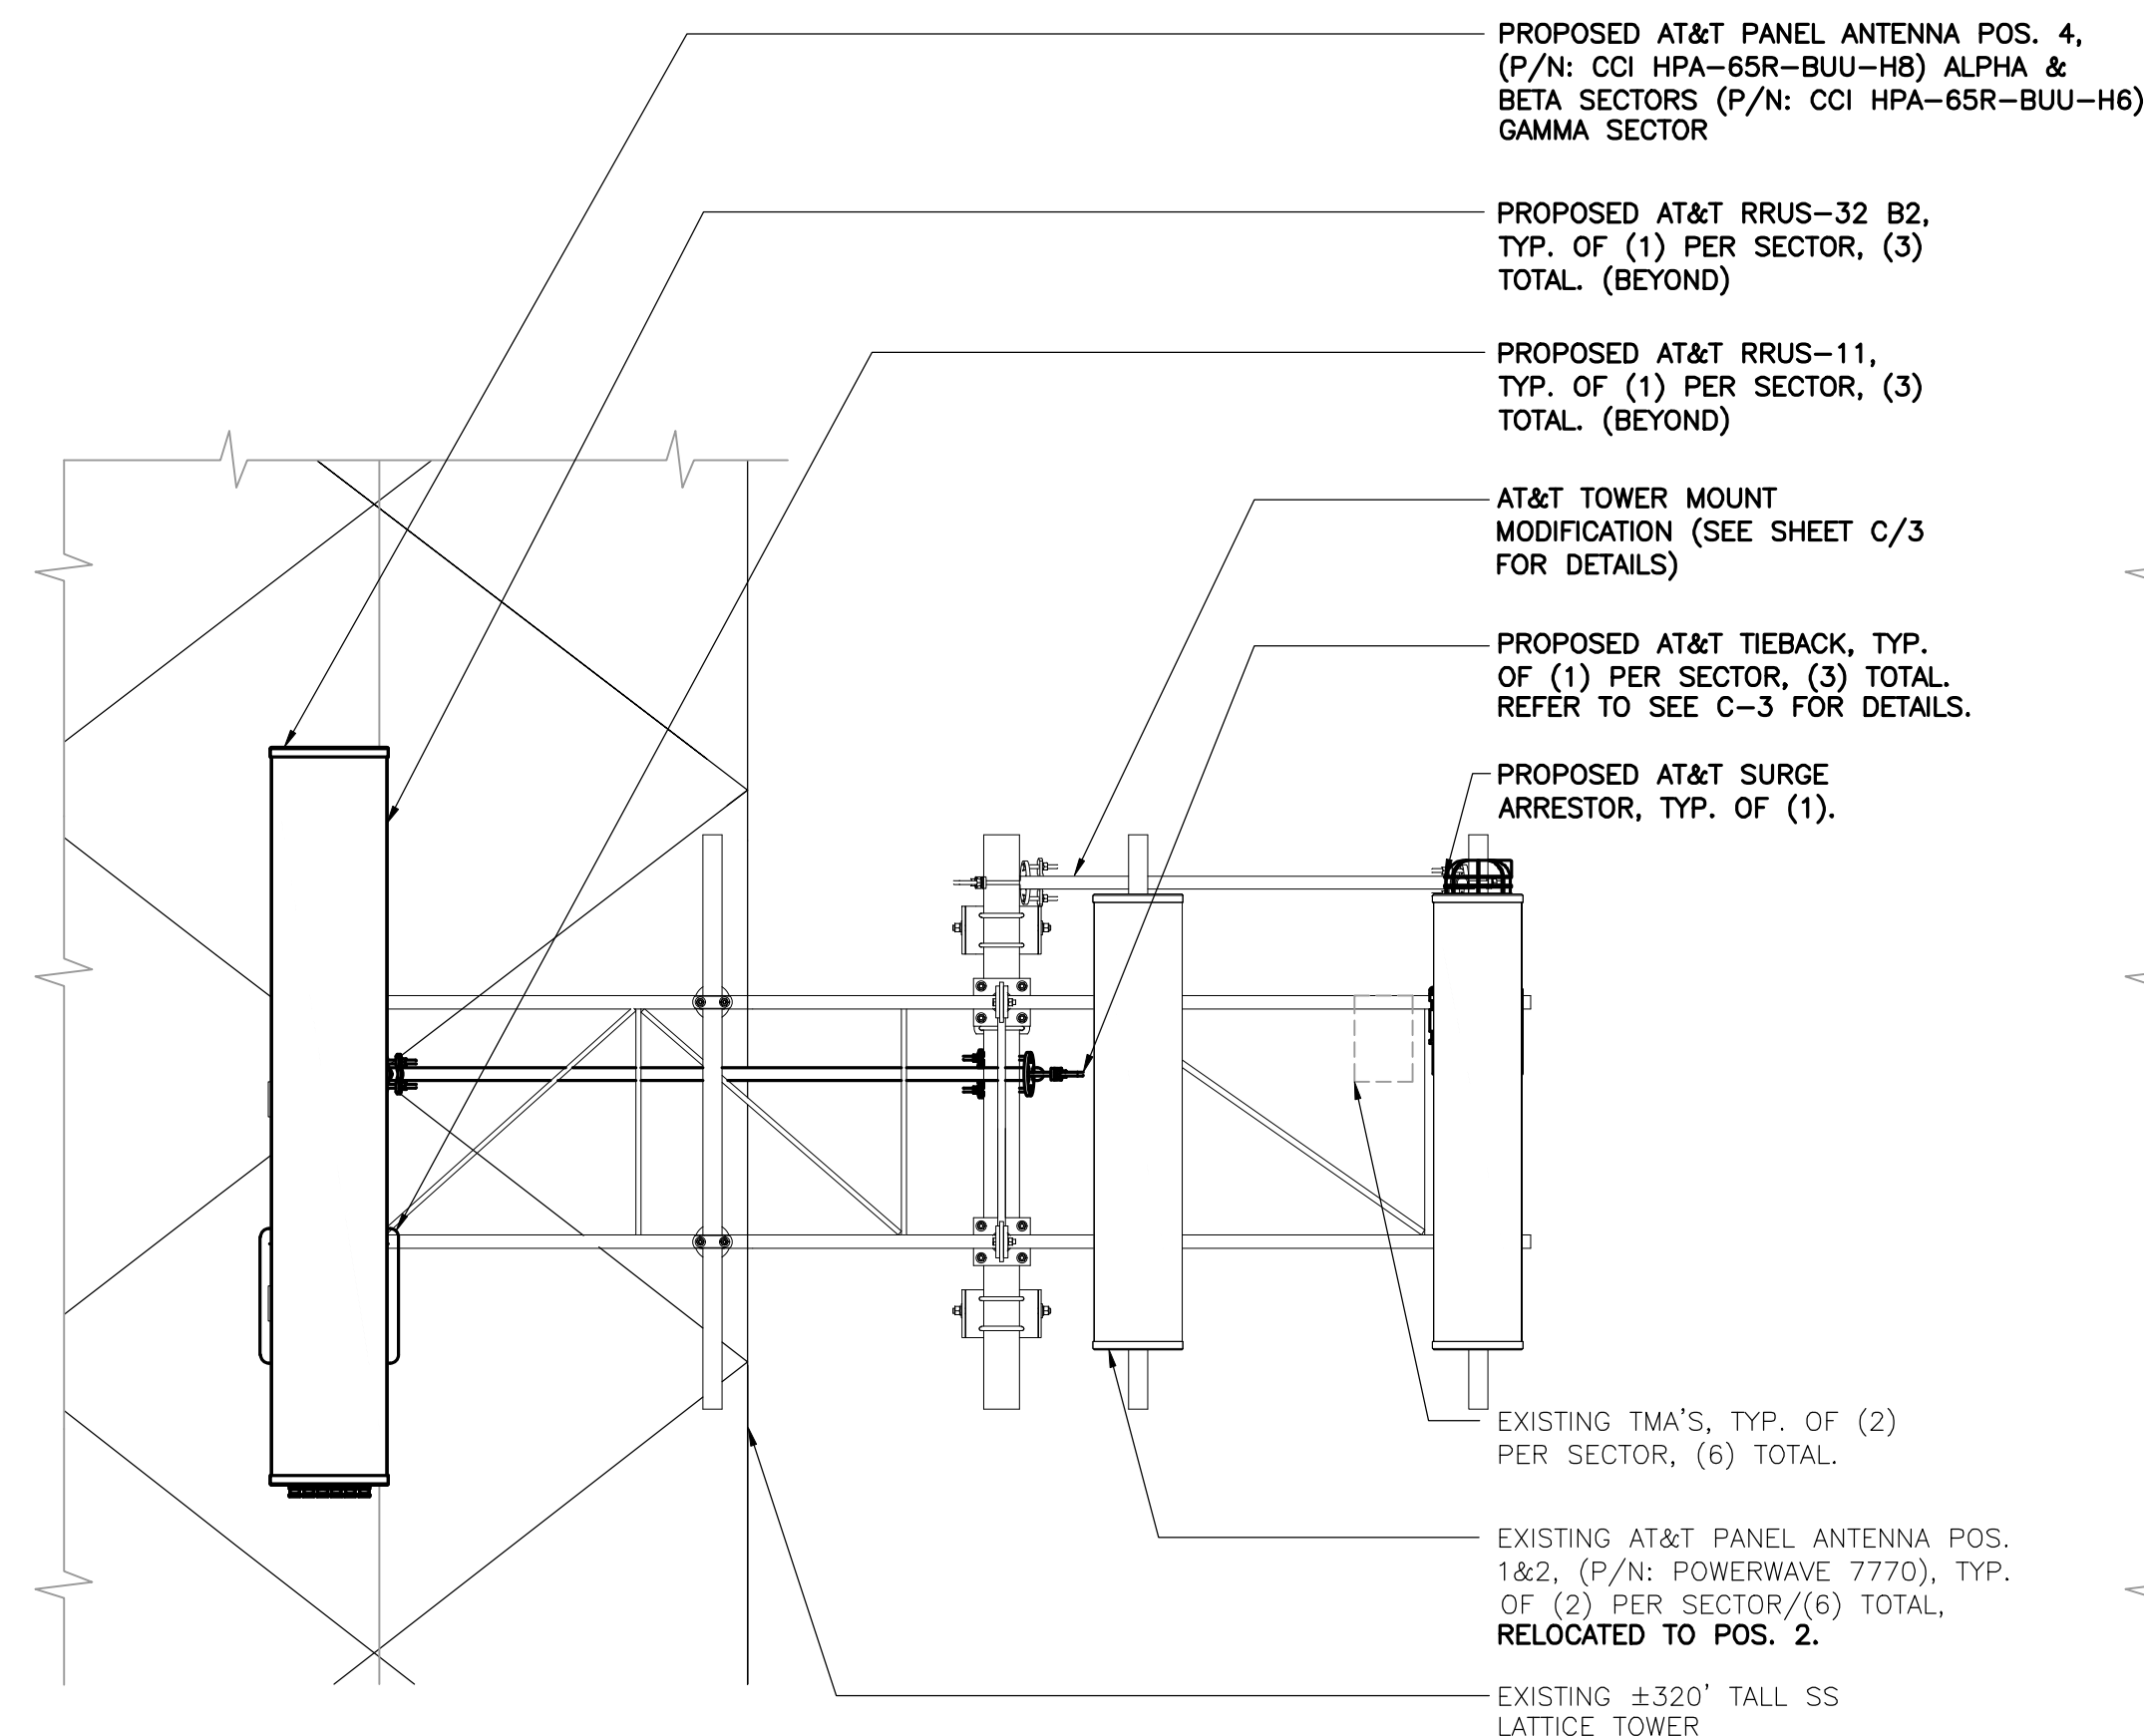 PROPOSED AT&T PANEL ANTENNA POS. 4,
(P/N: CCI HPA-65R-BUU-H8) ALPHA &
BETA SECTORS (P/N: CCI HPA-65R-BUU-H6)
GAMMA SECTOR
PROPOSED AT&T RRUS-32 B2,
TYP. OF (1) PER SECTOR, (3)
TOTAL. (BEYOND)
PROPOSED AT&T RRUS-11,
TYP. OF (1) PER SECTOR, (3)
TOTAL. (BEYOND)
AT&T TOWER MOUNT
MODIFICATION (SEE SHEET C/3
FOR DETAILS)
PROPOSED AT&T TIEBACK, TYP.
OF (1) PER SECTOR, (3) TOTAL.
REFER TO SEE C-3 FOR DETAILS.
PROPOSED AT&T SURGE
ARRESTOR, TYP. OF (1).
EXISTING TMA'S, TYP. OF (2)
PER SECTOR, (6) TOTAL.
EXISTING AT&T PANEL ANTENNA POS.
1&2, (P/N: POWERWAVE 7770), TYP.
OF (2) PER SECTOR/(6) TOTAL,
RELOCATED TO POS. 2.
EXISTING ±320' TALL SS
LATTICE TOWER